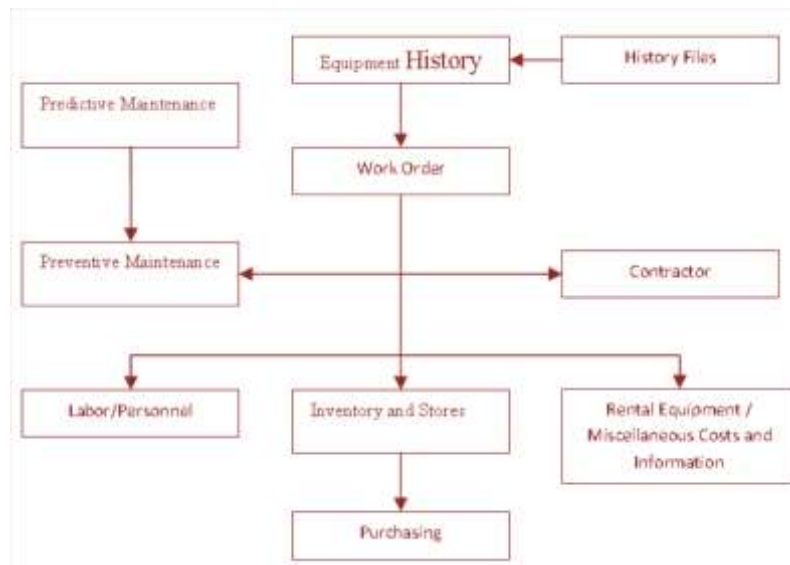 Equipment History
History Files
Predictive Maintenance
Work Order
Preventive Maintenance
Contractor
Labor/Personnel
Inventory and Stores
Rental Equipment /
Miscellaneous Costs and
Information
Purchasing